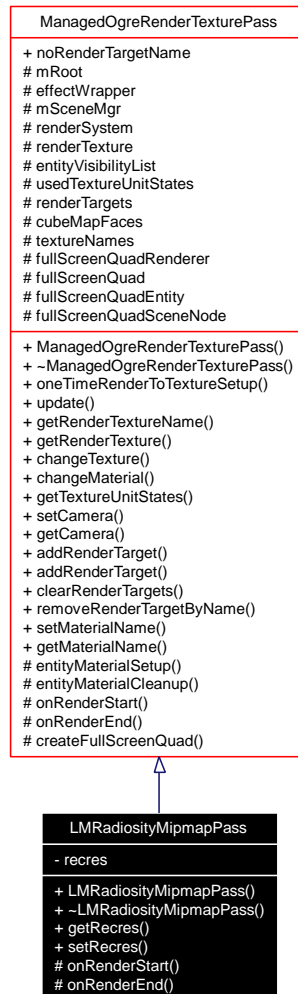 ManagedOgreRenderTexturePass
+ noRenderTargetName
# mRoot
# effectWrapper
# mSceneMgr
# renderSystem
# renderTexture
# entityVisibilityList
# usedTextureUnitStates
# renderTargets
# cubeMapFaces
# textureNames
# fullScreenQuadRenderer
# fullScreenQuad
# fullScreenQuadEntity
# fullScreenQuadSceneNode
+ ManagedOgreRenderTexturePass()
+ ~ManagedOgreRenderTexturePass()
+ oneTimeRenderToTextureSetup()
+ update()
+ getRenderTextureName()
+ getRenderTexture()
+ changeTexture()
+ changeMaterial()
+ getTextureUnitStates()
+ setCamera()
+ getCamera()
+ addRenderTarget()
+ addRenderTarget()
+ clearRenderTargets()
+ removeRenderTargetByName()
+ setMaterialName()
+ getMaterialName()
# entityMaterialSetup()
# entityMaterialCleanup()
# onRenderStart()
# onRenderEnd()
# createFullScreenQuad()
LMRadiosityMipmapPass
- recres
+ LMRadiosityMipmapPass()
+ ~LMRadiosityMipmapPass()
+ getRecres()
+ setRecres()
# onRenderStart()
# onRenderEnd()